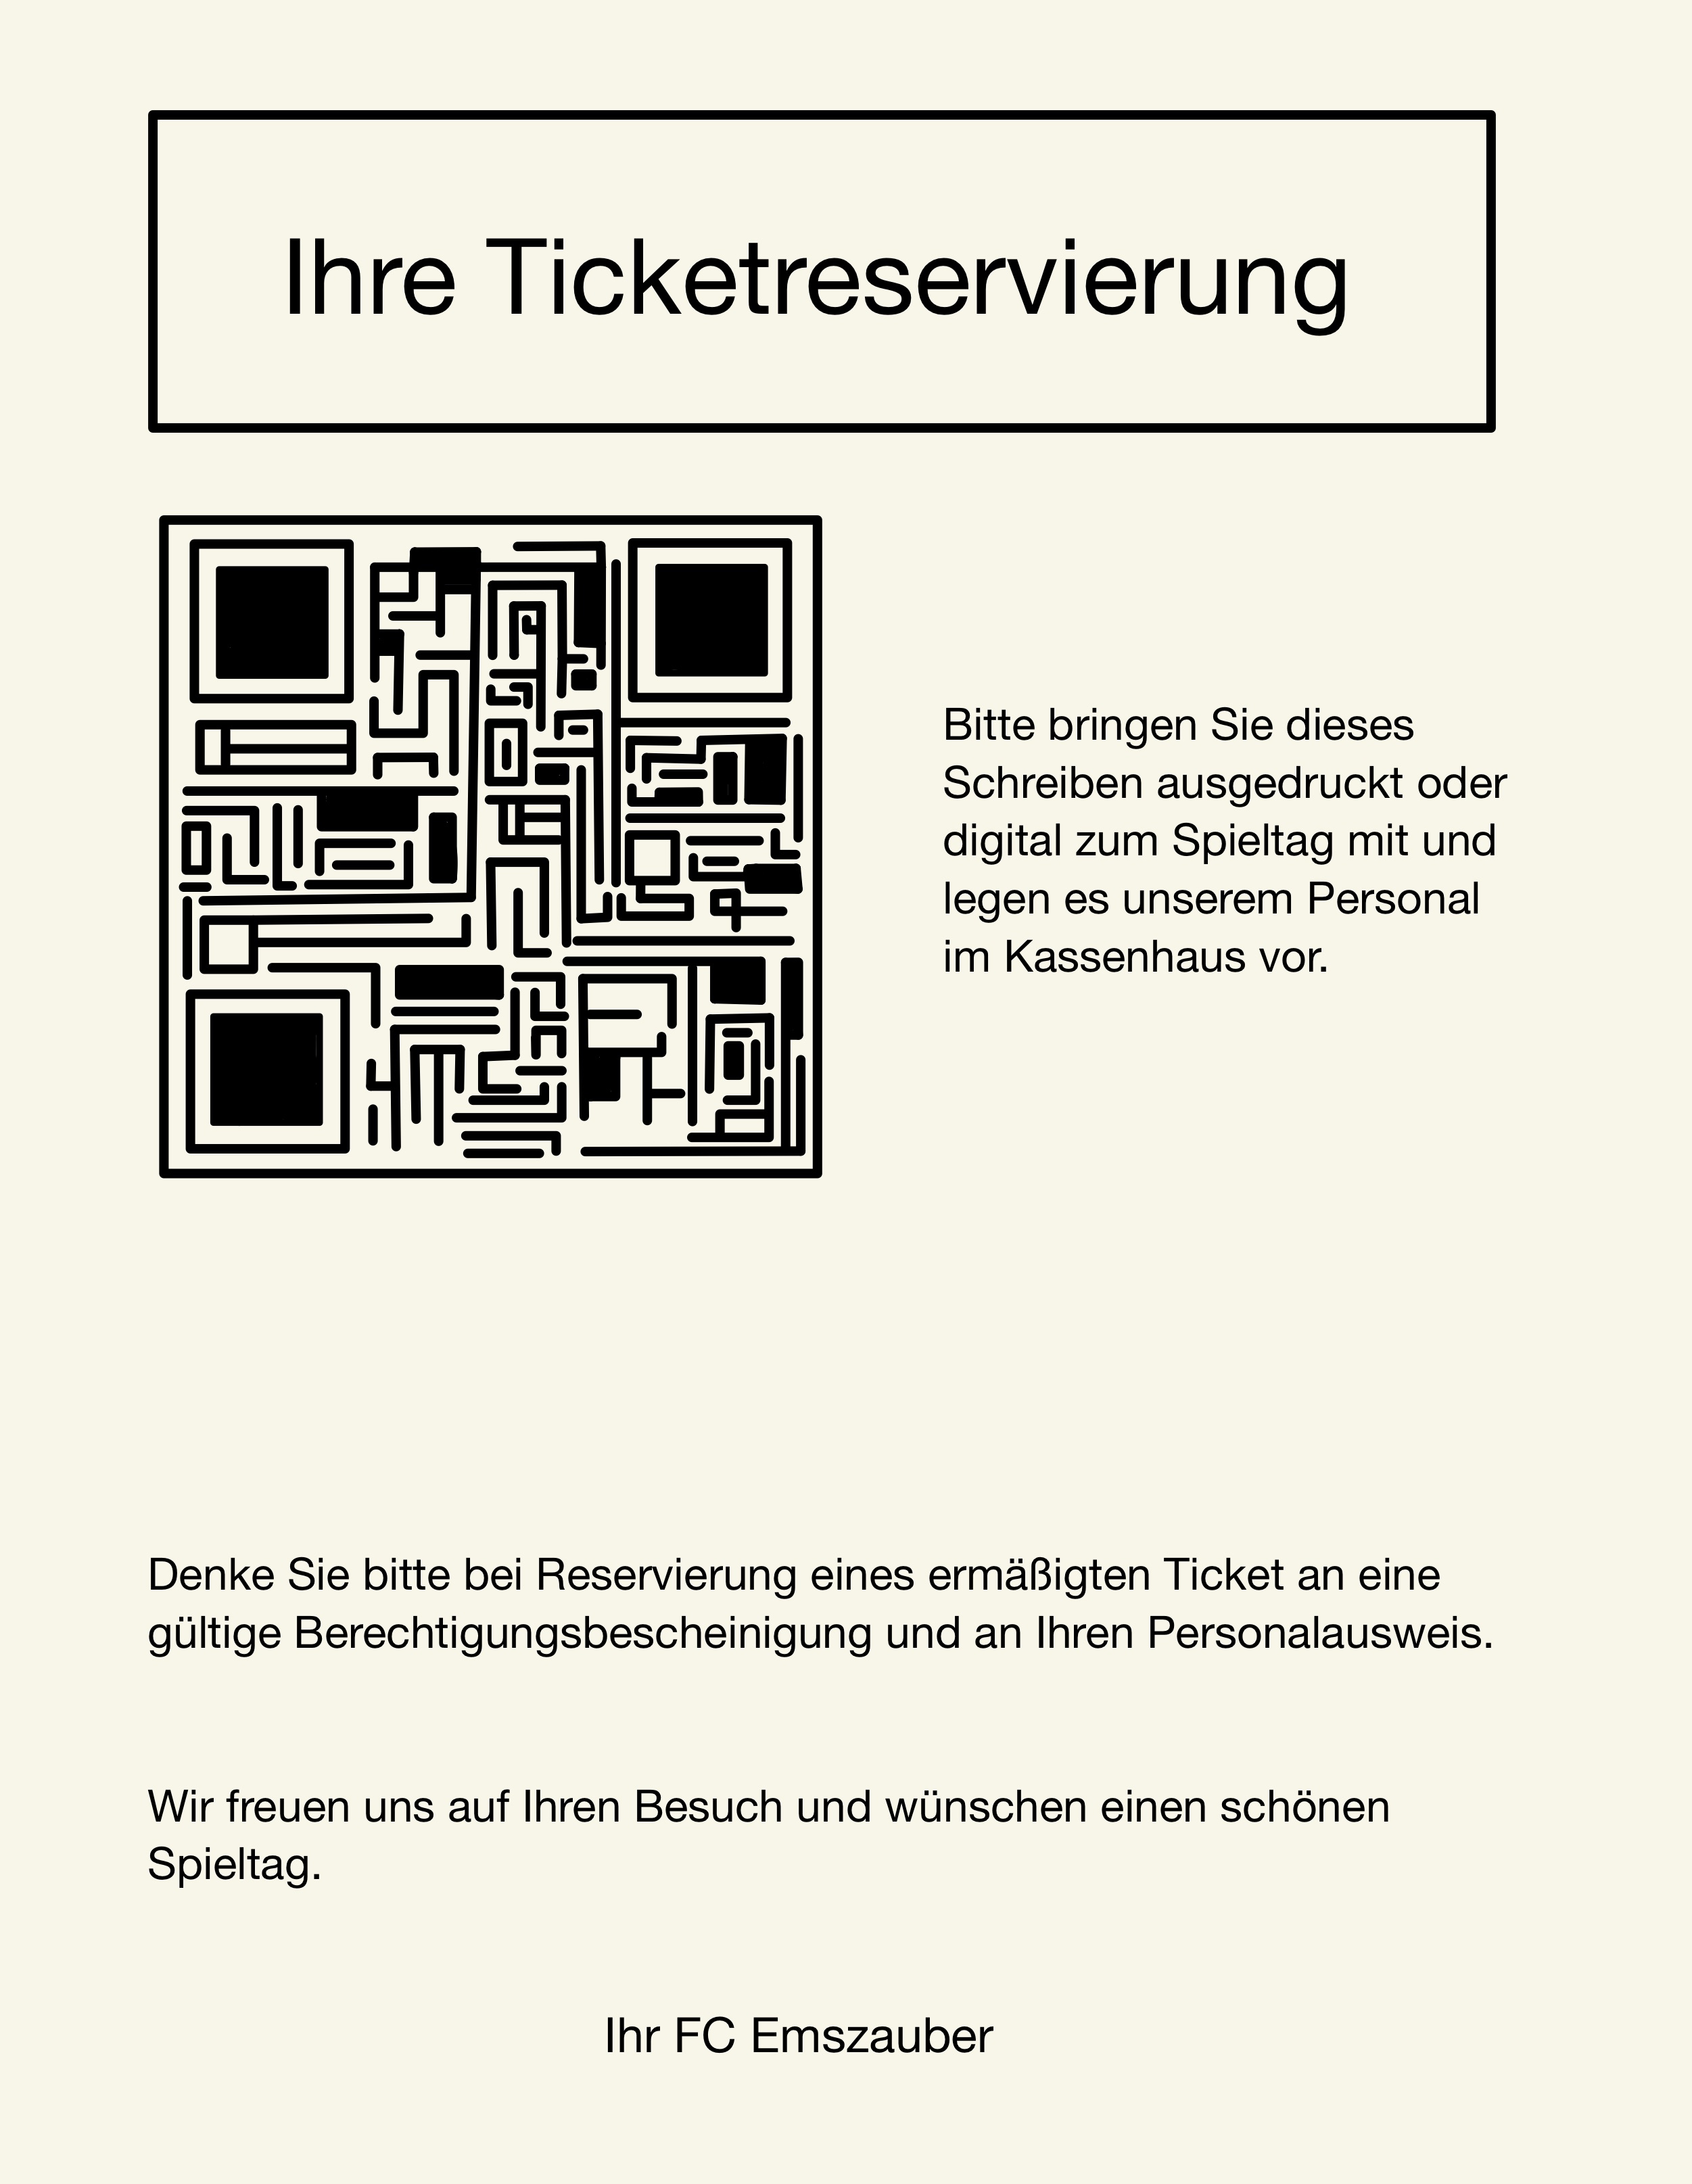 Ihre Ticketreservierung
Bitte bringen Sie dieses
Schreiben ausgedruckt oder
digital zum Spieltag mit und
legen es unserem Personal
im Kassenhaus vor.
Denke Sie bitte bei Reservierung eines ermäßigten Ticket an eine
gültige Berechtigungsbescheinigung und an Ihren Personalausweis.
Wir freuen uns auf Ihren Besuch und wünschen einen schönen
Spieltag.
Ihr FC Emszauber